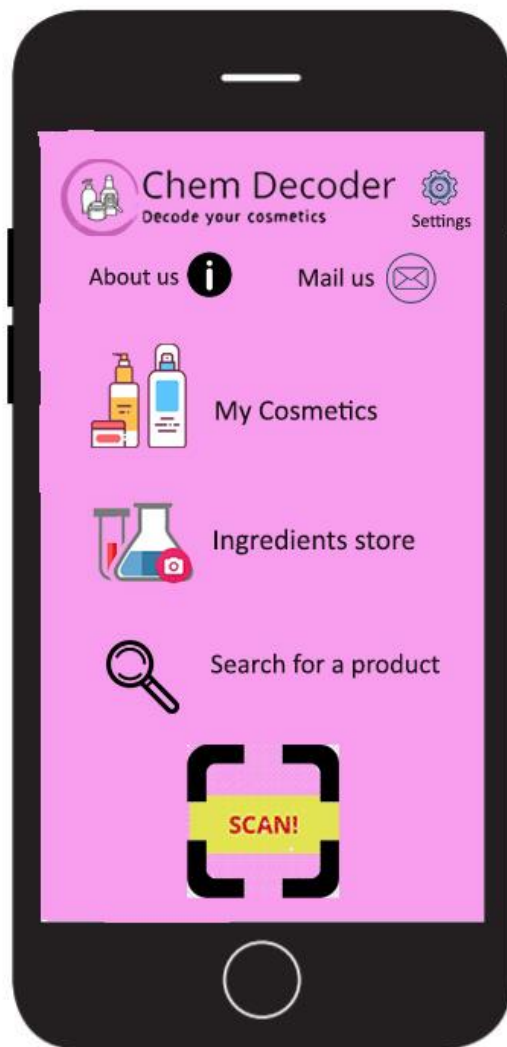 Chem Decoder
Decode your cosmetics
Settings
About us
Mail us
My Cosmetics
Ingredients store
Search for a product
SCAN!